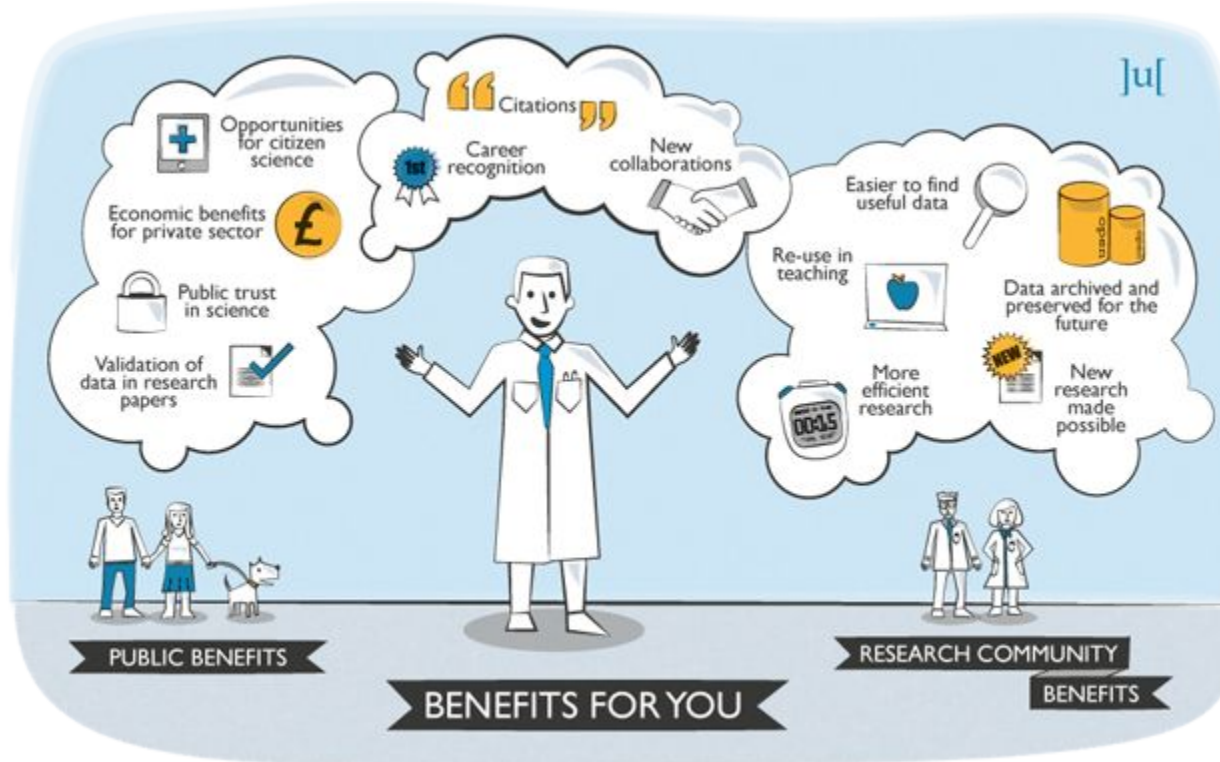 ]u[
Opportunities
for citizen
science
Economic benefits
for private sector
£
Public trust
in science
Validation of
data in research
papers
Citations
1st
Career
recognition
New
collaborations
Easier to find
useful data
open
open
Re-use in
teaching
Data archived and
preserved for the
future
More
efficient
research
00:15
NEW
New
research
made
possible
PUBLIC BENEFITS
BENEFITS FOR YOU
RESEARCH COMMUNITY
BENEFITS